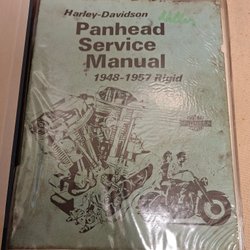 Harley-Davidson
Panhead
Service
Manual
1948-1957 Rigid